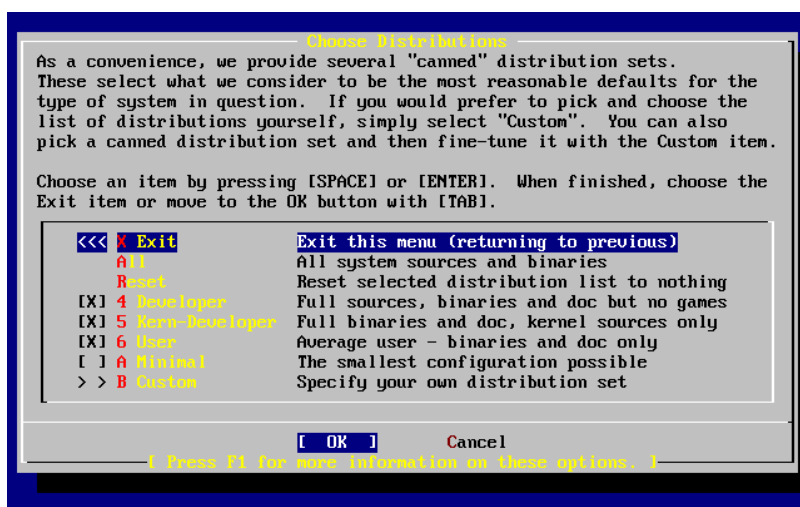 Choose Distributions
As a convenience, we provide several "canned" distribution sets.
These select what we consider to be the most reasonable defaults for the
type of system in question.  If you would prefer to pick and choose the
list of distributions yourself, simply select "Custom".  You can also
pick a canned distribution set and then fine-tune it with the Custom item.
Choose an item by pressing [SPACE] or [ENTER].  When finished, choose the
Exit item or move to the OK button with [TAB].
<<< X Exit Exit this menu (returning to previous)
All All system sources and binaries
Reset Reset selected distribution list to nothing
[X] 4 Developer Full sources, binaries and doc but no games
[X] 5 Kern-Developer Full binaries and doc, kernel sources only
[X] 6 User Average user - binaries and doc only
[ ] A Minimal The smallest configuration possible
> > B Custom Specify your own distribution set
[ OK ] Cancel
[ Press F1 for more information on these options. ]